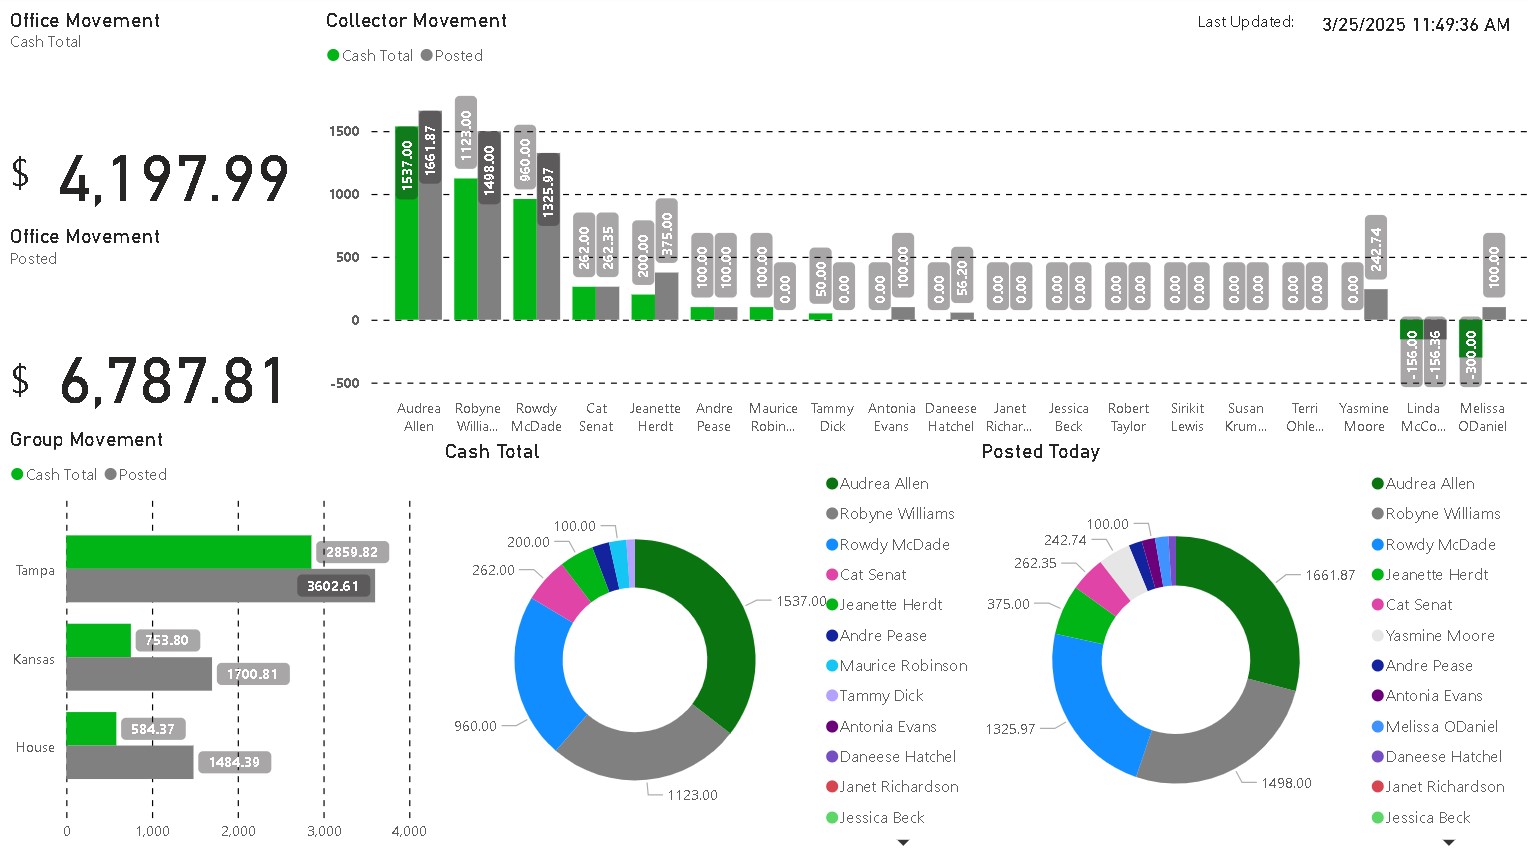 Office Movement
Cash Total
$ 4,197.99
Office Movement
Posted
$ 6,787.81
Collector Movement
Cash Total Posted
Last Updated: 3/25/2025 11:49:36 AM
1500
1000
500
0
-500
1537.00 1661.87 1123.00 1498.00 960.00 1325.97 262.00 262.35 200.00 375.00 100.00 100.00 100.00 0.00 50.00 0.00 0.00 100.00 0.00 56.20 0.00 0.00 0.00 0.00 0.00 0.00 0.00 0.00 0.00 0.00 0.00 0.00 0.00 242.74 -156.00 -156.36 -300.00 100.00
Audrea Allen
Robyne Willia...
Rowdy McDade
Cat Senat
Jeanette Herdt
Andre Pease
Maurice Robin...
Tammy Dick
Antonia Evans
Daneese Hatchel
Janet Richar...
Jessica Beck
Robert Taylor
Sirikit Lewis
Susan Krum...
Terri Ohle...
Yasmine Moore
Linda McCo...
Melissa ODaniel
Group Movement
Cash Total Posted
Tampa
2859.82
3602.61
Kansas
753.80
1700.81
House
584.37
1484.39
0 1,000 2,000 3,000 4,000
Cash Total
100.00
200.00
262.00
1537.00
960.00
1123.00
Audrea Allen
Robyne Williams
Rowdy McDade
Cat Senat
Jeanette Herdt
Andre Pease
Maurice Robinson
Tammy Dick
Antonia Evans
Daneese Hatchel
Janet Richardson
Jessica Beck
Posted Today
100.00
242.74
262.35
1661.87
375.00
1325.97
1498.00
Audrea Allen
Robyne Williams
Rowdy McDade
Jeanette Herdt
Cat Senat
Yasmine Moore
Andre Pease
Antonia Evans
Melissa ODaniel
Daneese Hatchel
Janet Richardson
Jessica Beck